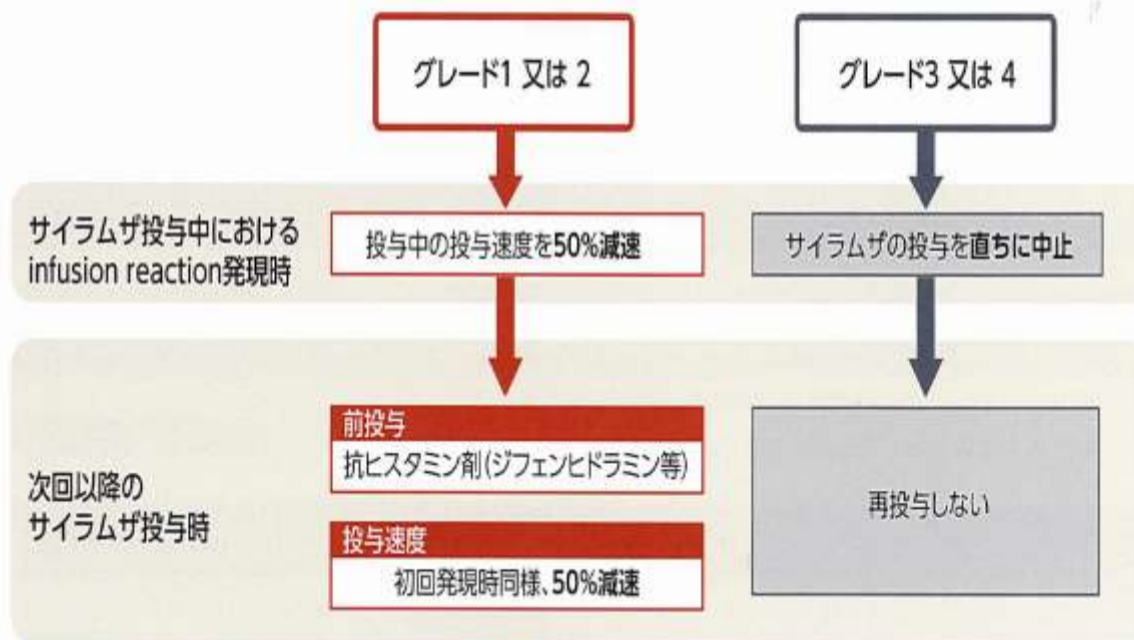 グレード1 又は 2
グレード3 又は 4
サイラムザ投与中における
infusion reaction発現時
投与中の投与速度を50%減速
サイラムザの投与を直ちに中止
次回以降の
サイラムザ投与時
前投与
抗ヒスタミン剤(ジフェンヒドラミン等)
投与速度
初回発現時同様、50%減速
再投与しない